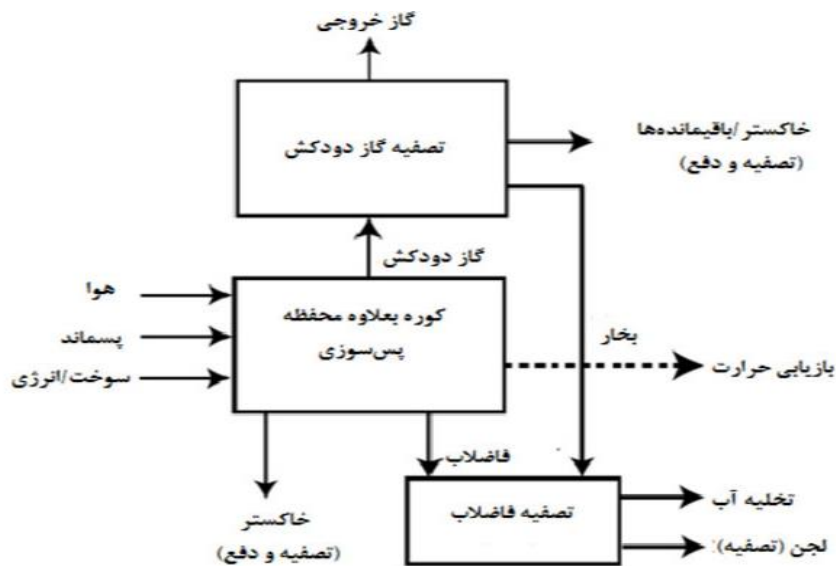 گاز خروجی
تصفیه گاز دودکش
خاکستر/باقیمانده‌ها
(تصفیه و دفع)
گاز دودکش
هوا
پسماند
سوخت/انرژی
کوره بعلاوه محفظه
پس‌سوزی
بخار
بازیابی حرارت
فاضلاب
خاکستر
(تصفیه و دفع)
تصفیه فاضلاب
تخلیه آب
لجن (تصفیه):